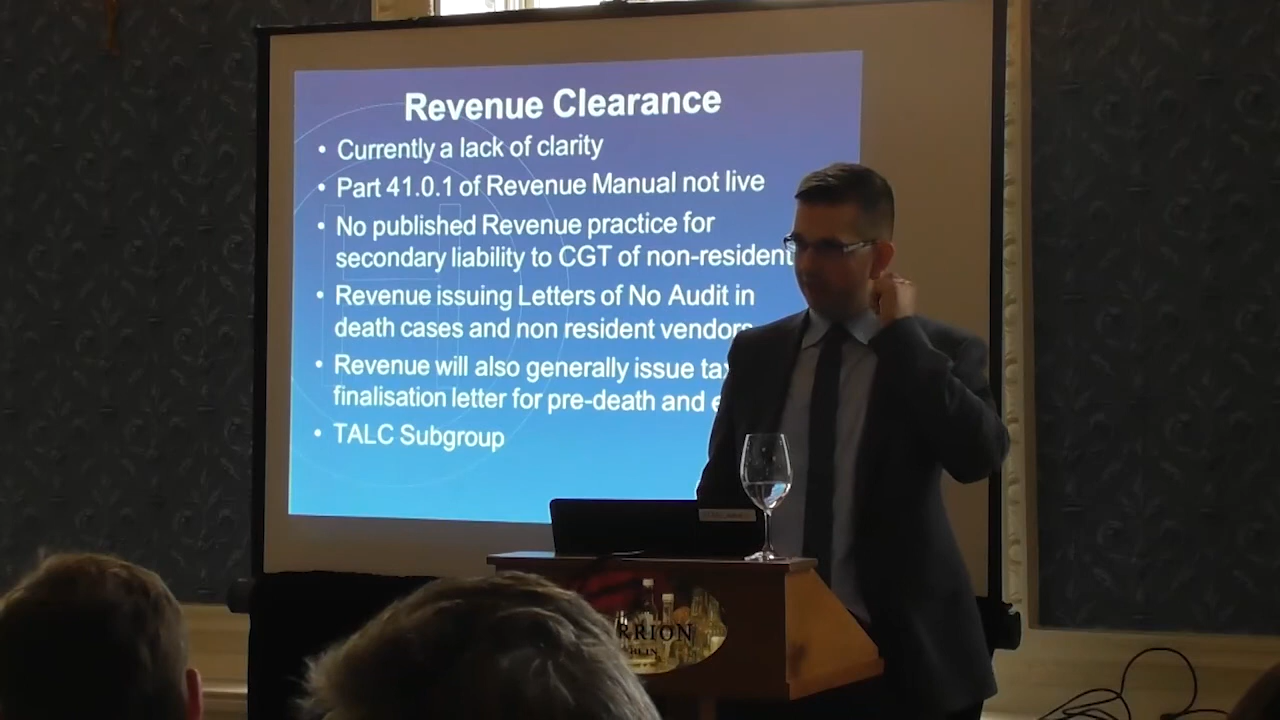 Revenue Clearance
• Currently a lack of clarity
• Part 41.0.1 of Revenue Manual not live
• No published Revenue practice for
secondary liability to CGT of non-resident
• Revenue issuing Letters of No Audit in
death cases and non resident vendors
• Revenue will also generally issue tax
finalisation letter for pre-death and
• TALC Subgroup
RRION